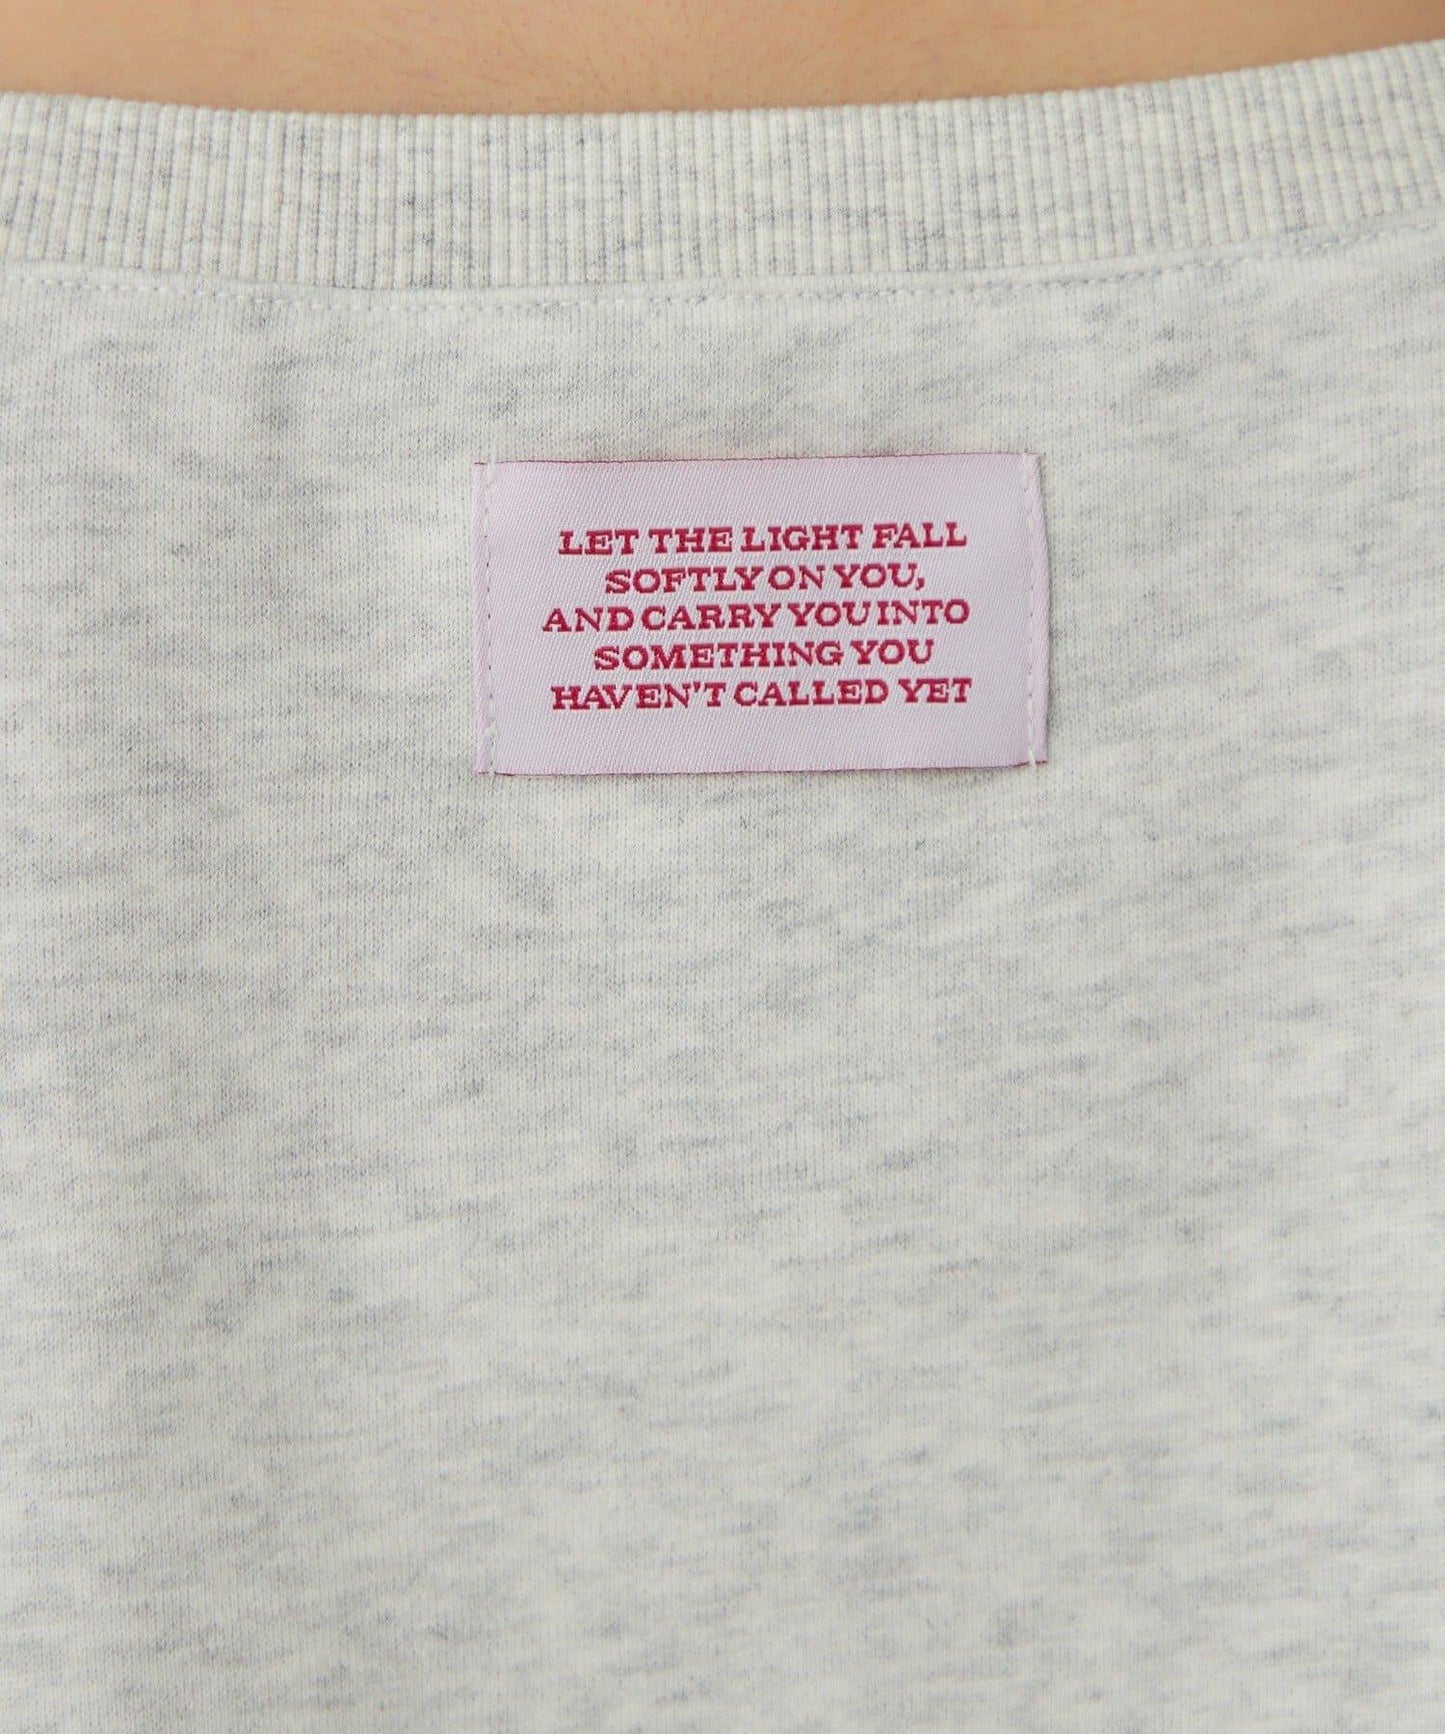 LET THE LIGHT FALL
SOFTLY ON YOU,
AND CARRY YOU INTO
SOMETHING YOU
HAVEN'T CALLED YET